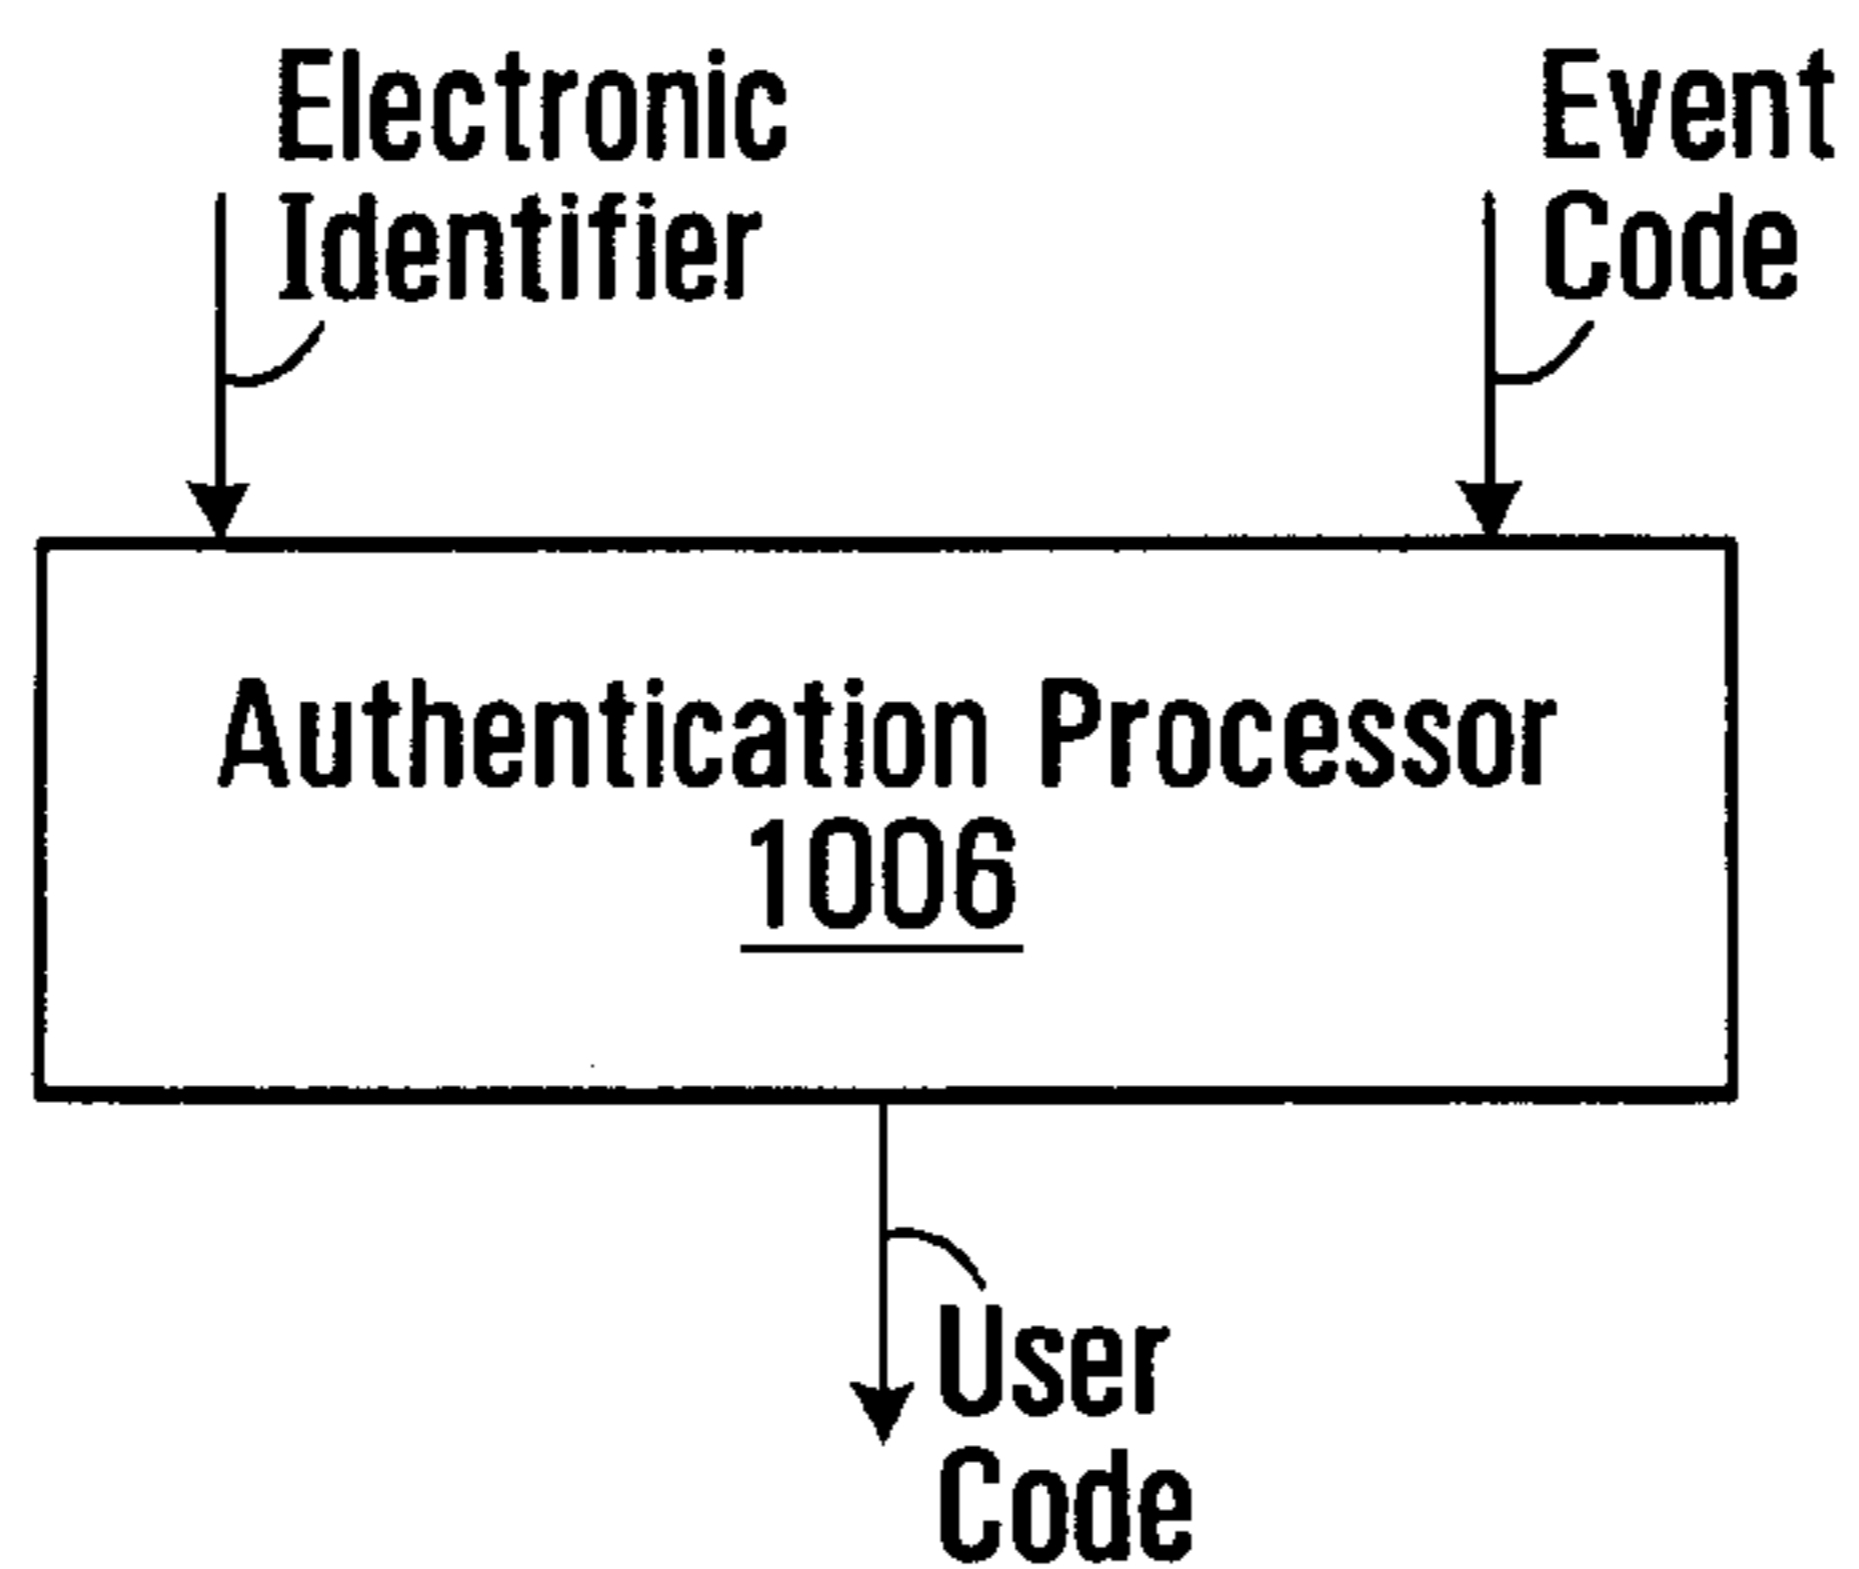 Electronic
Identifier
Event
Code
Authentication Processor
1006
User
Code